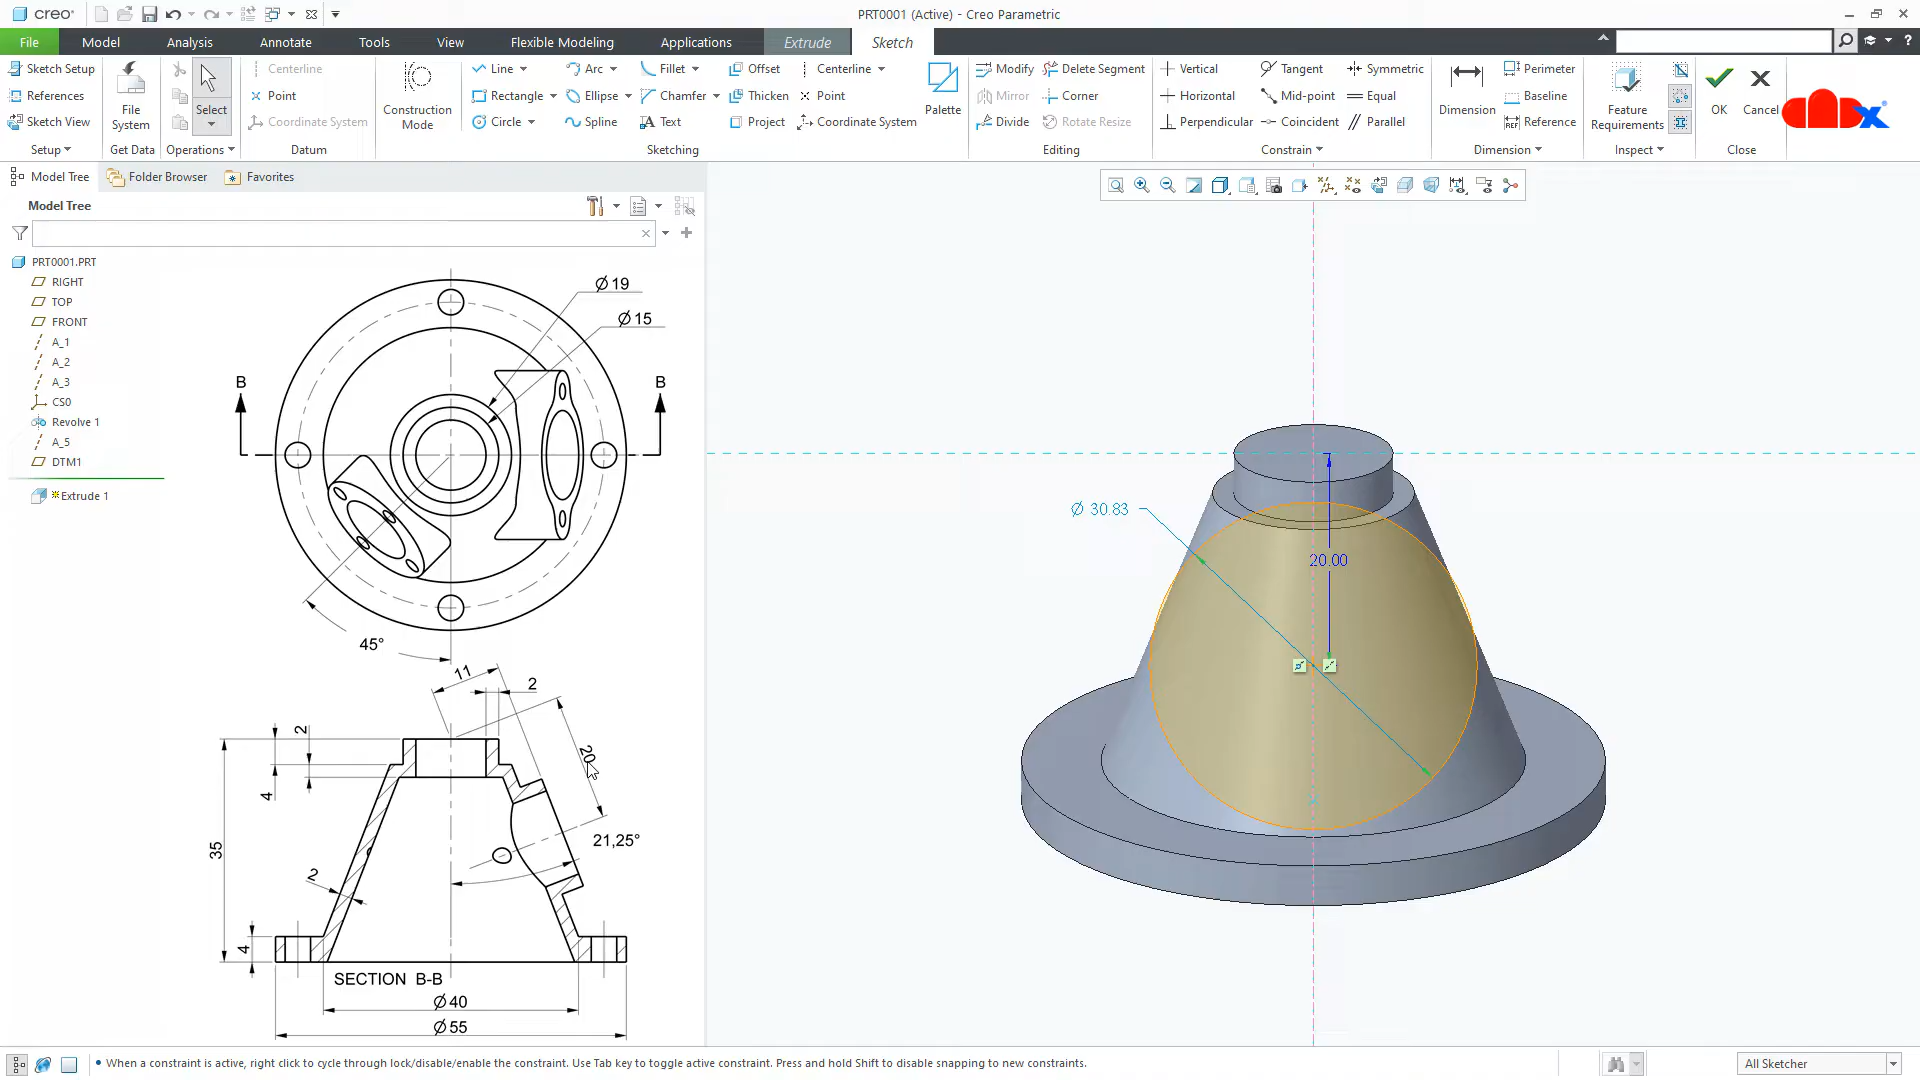 creo®
PRT0001 (Active) - Creo Parametric
File Model Analysis Annotate Tools View Flexible Modeling Applications Extrude Sketch
Sketch Setup
References
Sketch View
Setup
File System
Get Data
Select
Operations
Centerline
Point
Coordinate System
Datum
Construction Mode
Line Arc Fillet Offset Centerline
Rectangle Ellipse Chamfer Thicken Point
Circle Spline Text Project Coordinate System
Palette
Sketching
Modify Delete Segment
Mirror Corner
Divide Rotate Resize
Editing
Vertical Tangent Symmetric
Horizontal Mid-point Equal
Perpendicular Coincident Parallel
Constrain
Dimension
Perimeter
Baseline
REF Reference
Dimension
Feature Requirements
Inspect
OK
Cancel
Close
Model Tree Folder Browser Favorites
Model Tree
PRT0001.PRT
RIGHT
TOP
FRONT
A_1
A_2
A_3
CS0
Revolve 1
A_5
DTM1
Extrude 1
Ø19
Ø15
B
B
45°
11
2
2
4
20
35
21,25°
2
4
SECTION B-B
Ø40
Ø55
Ø 30.83
20.00
When a constraint is active, right click to cycle through lock/disable/enable the constraint. Use Tab key to toggle active constraint. Press and hold Shift to disable snapping to new constraints.
All Sketcher